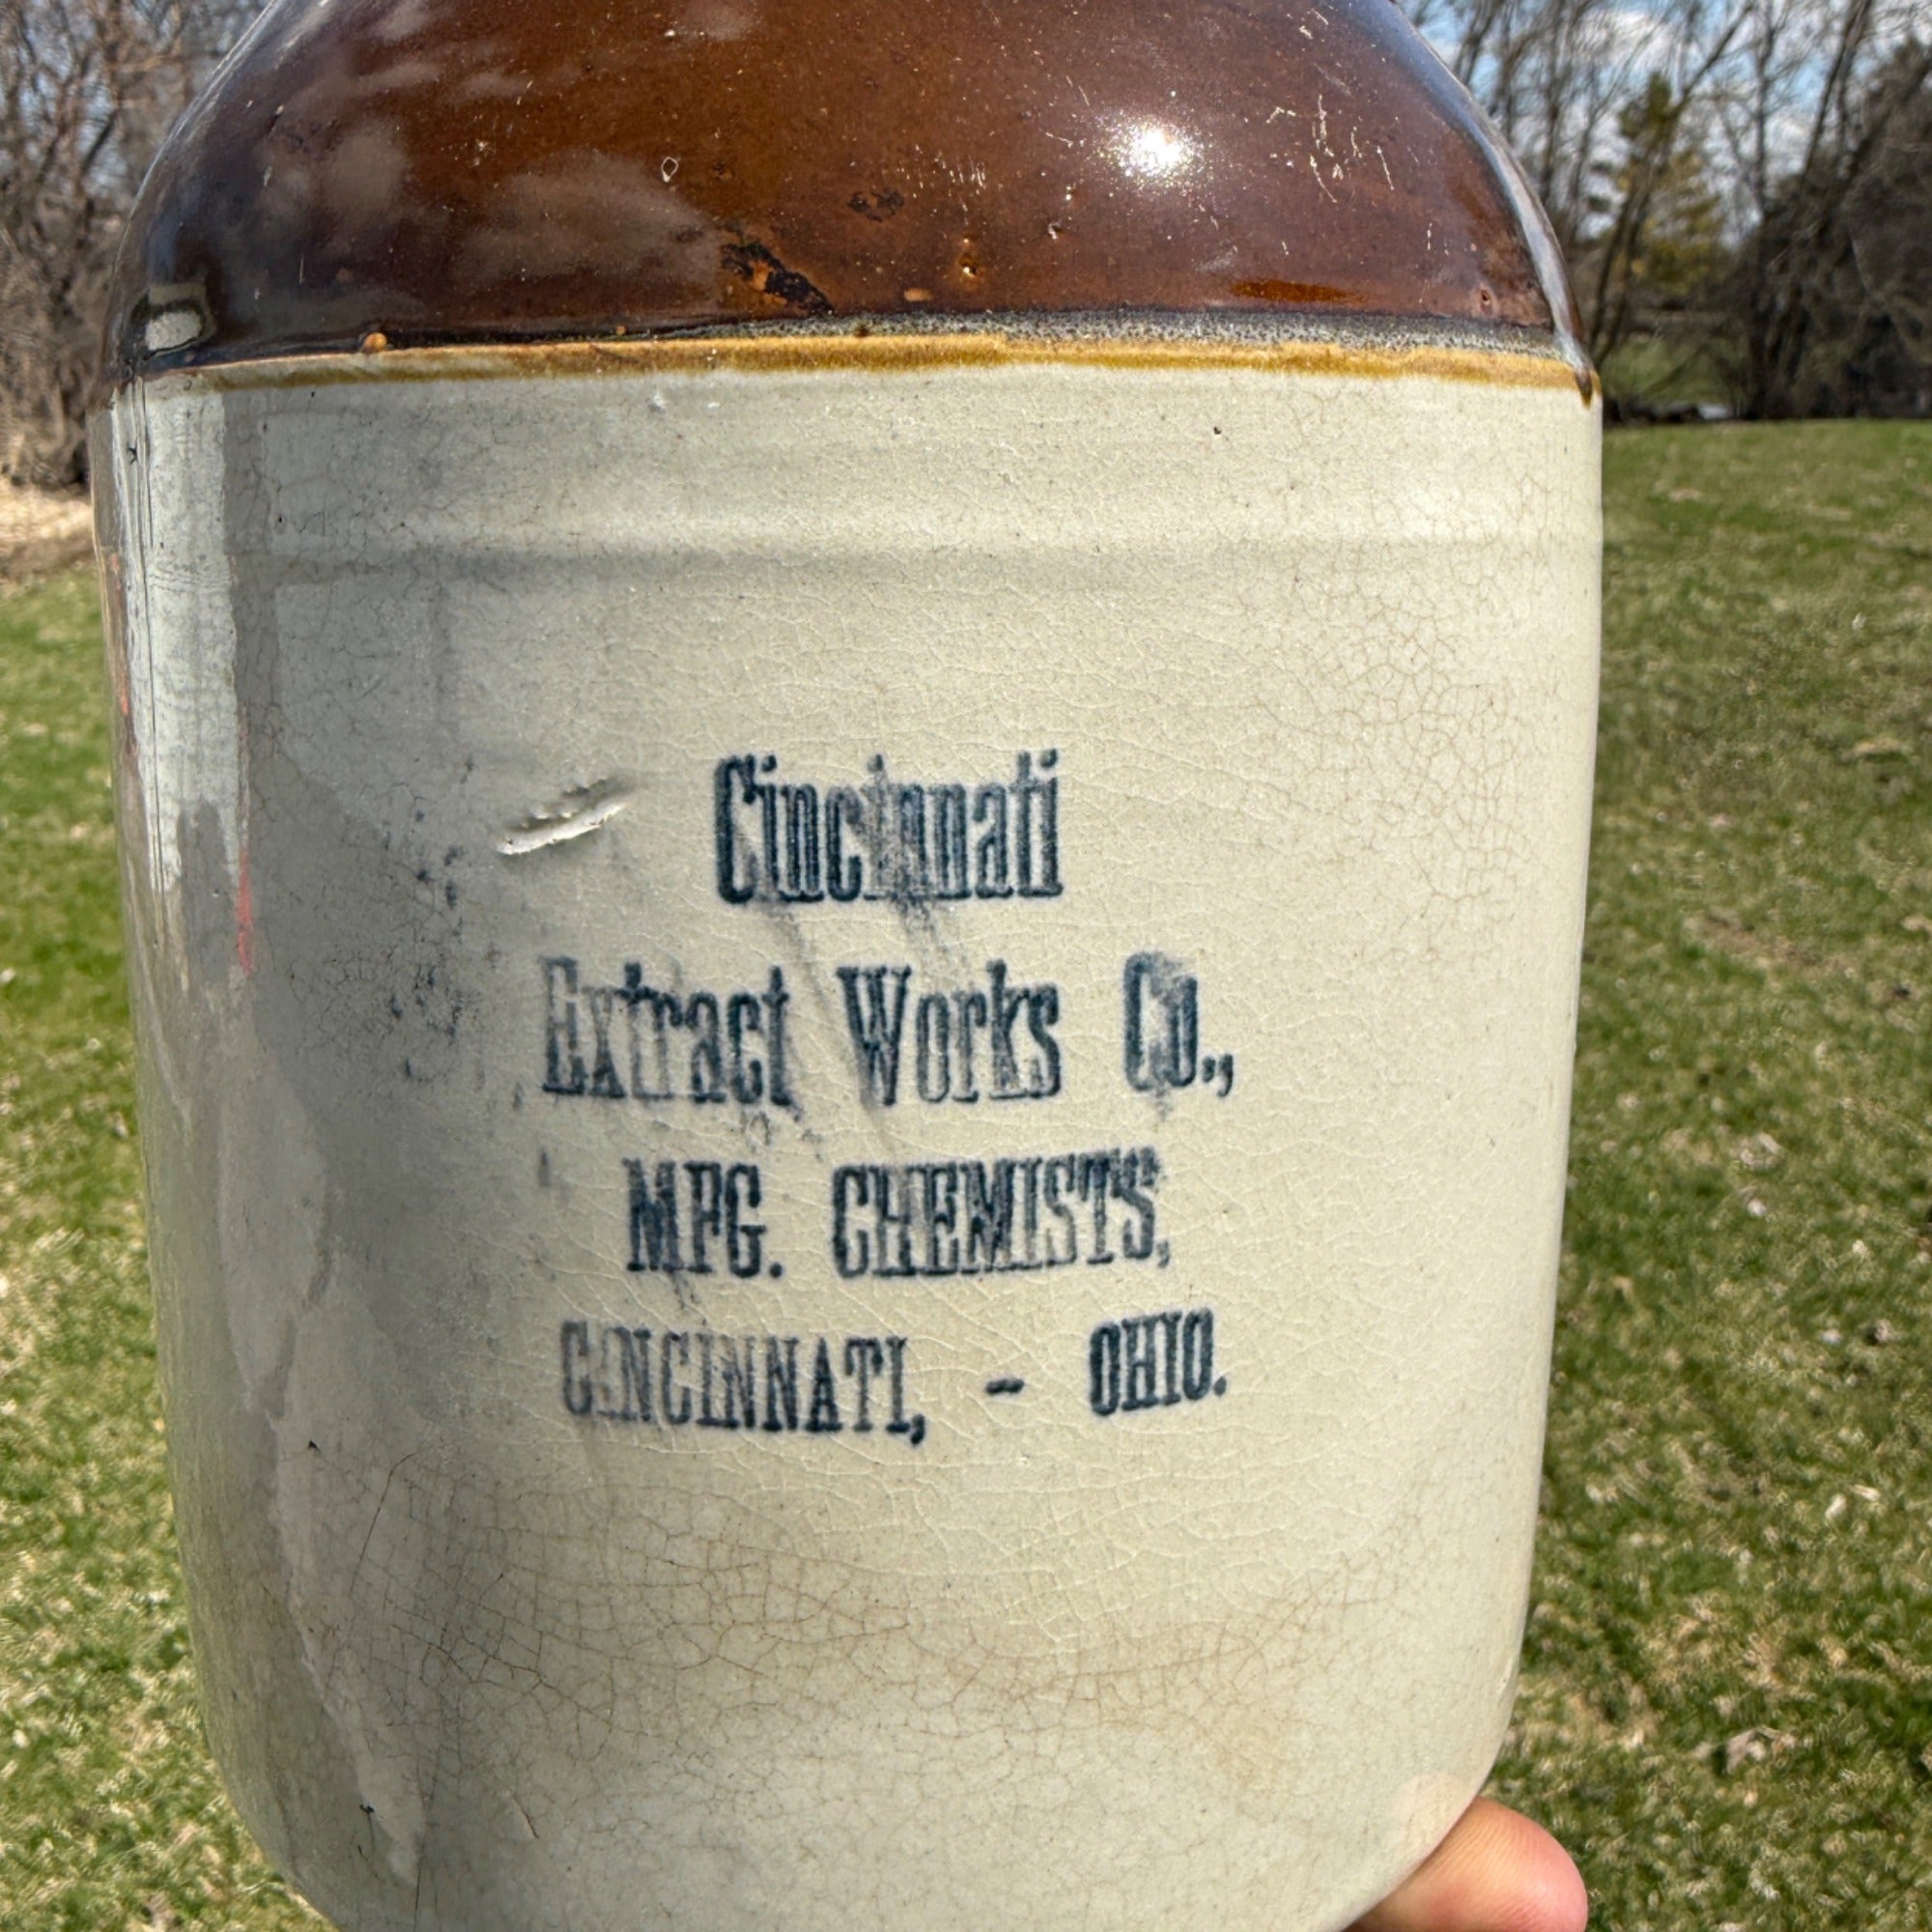 Cincinnati
Extract Works Co.,
MFG. CHEMISTS,
CINCINNATI, - OHIO.